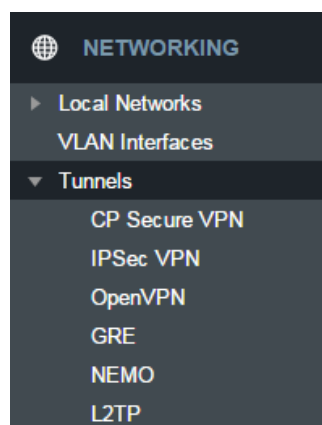 NETWORKING
Local Networks
VLAN Interfaces
Tunnels
CP Secure VPN
IPSec VPN
OpenVPN
GRE
NEMO
L2TP